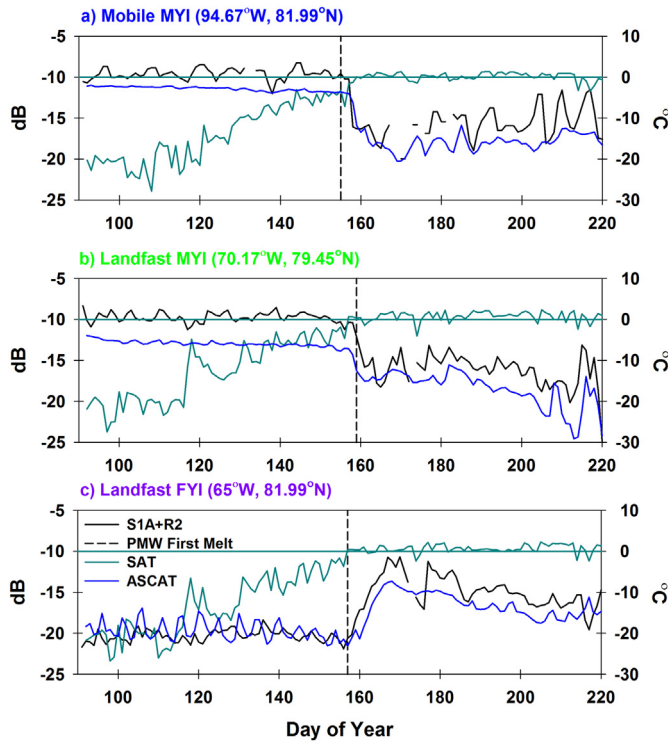 a) Mobile MYI (94.67°W, 81.99°N)
-5 10
-10 0
-15 -10
-20 -20
-25 -30
dB °C
100 120 140 160 180 200 220
b) Landfast MYI (70.17°W, 79.45°N)
-5 10
-10 0
-15 -10
-20 -20
-25 -30
dB °C
100 120 140 160 180 200 220
c) Landfast FYI (65°W, 81.99°N)
-5 10
S1A+R2
PMW First Melt
SAT
ASCAT
-10 0
-15 -10
-20 -20
-25 -30
dB °C
100 120 140 160 180 200 220
Day of Year